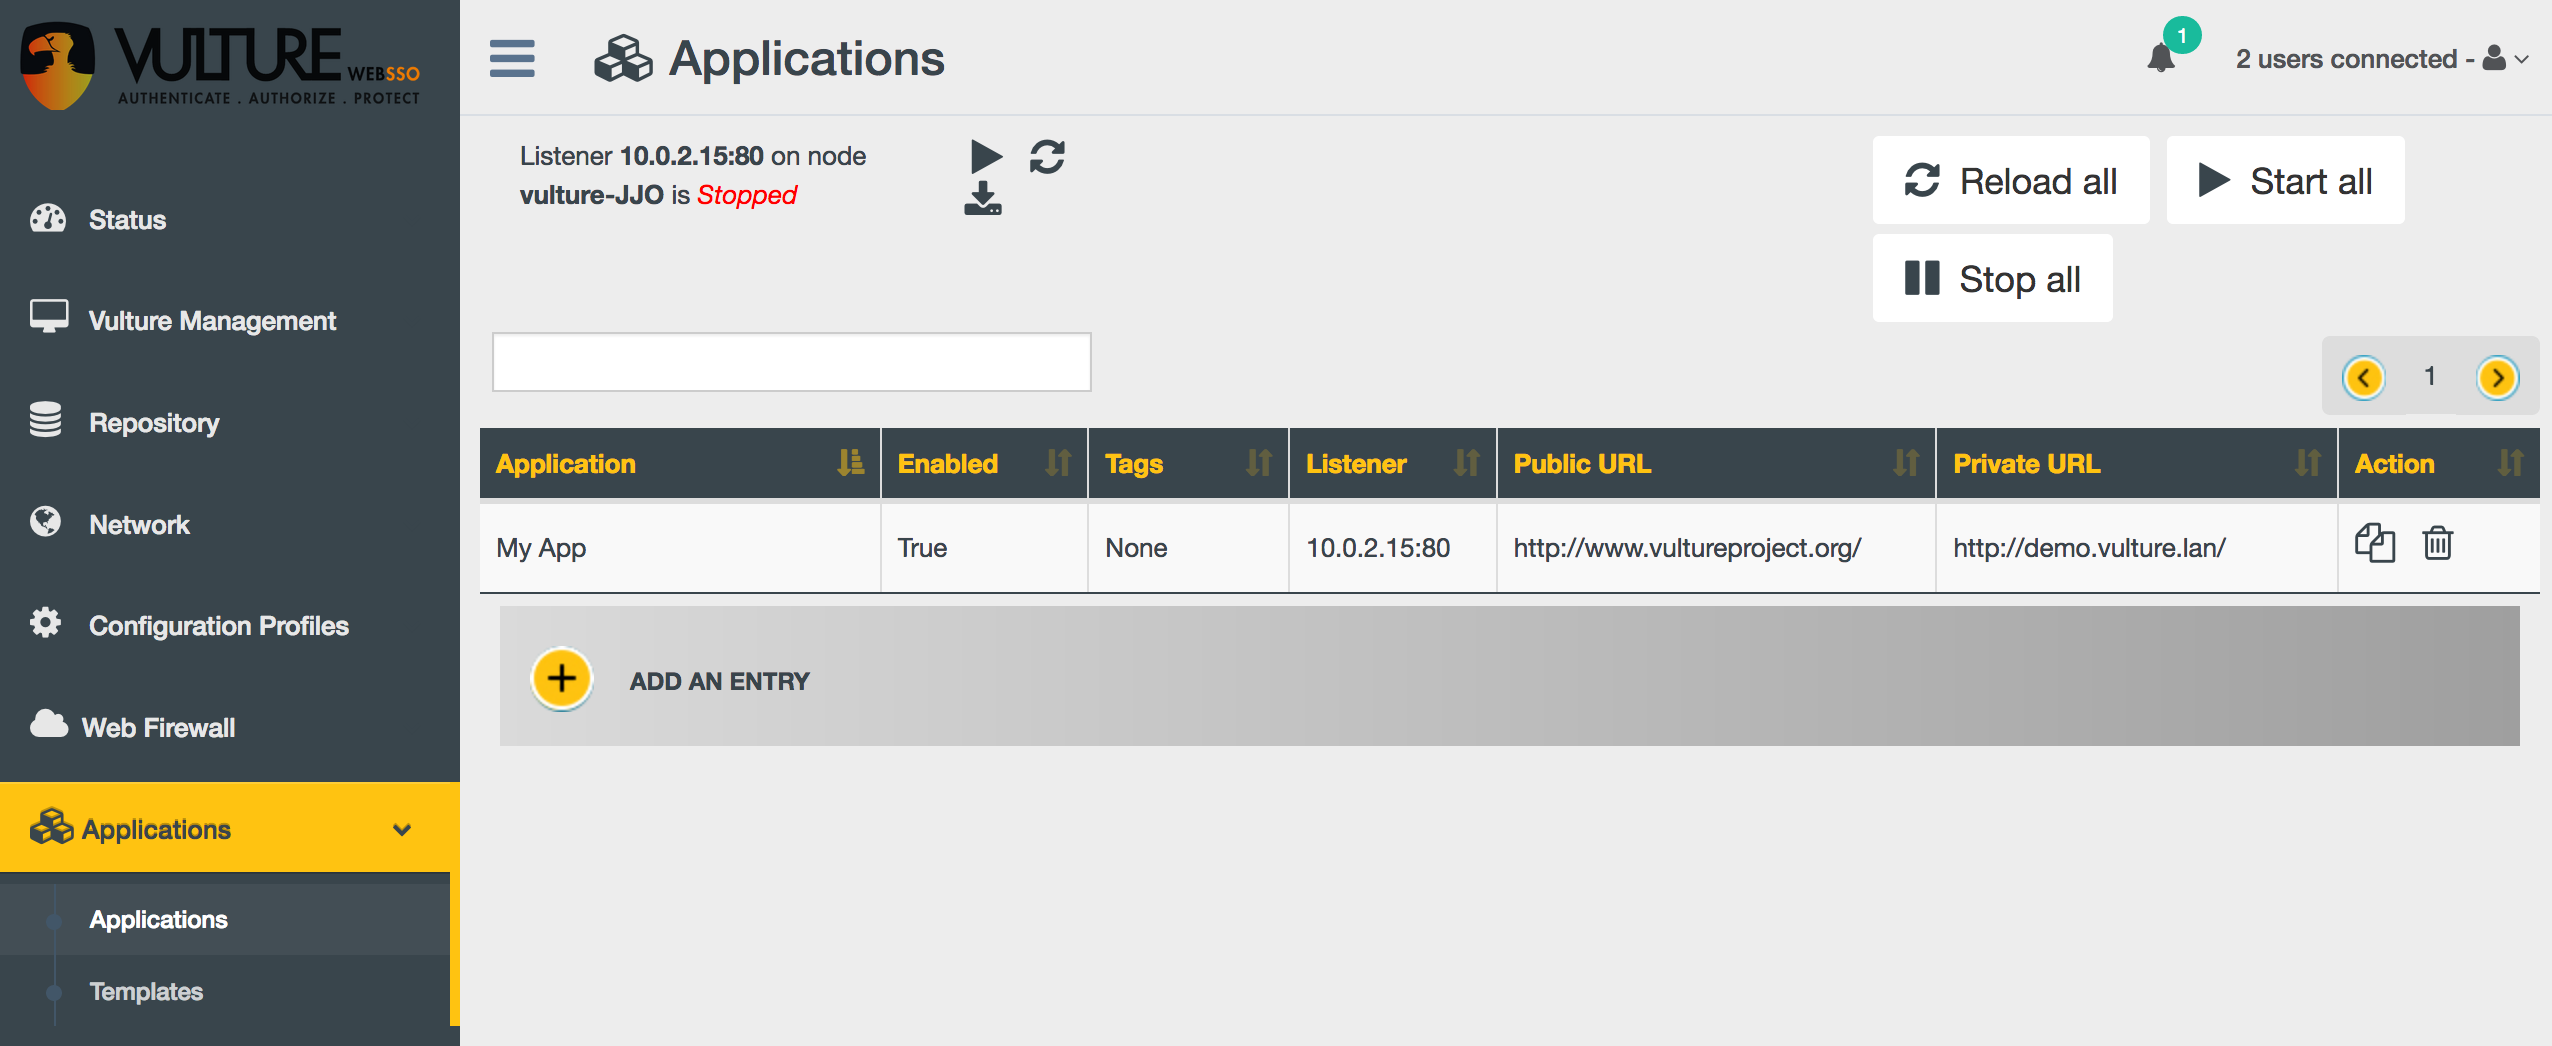 VULTURE WEBSSO
AUTHENTICATE . AUTHORIZE . PROTECT
Status
Vulture Management
Repository
Network
Configuration Profiles
Web Firewall
Applications
Applications
Templates
Applications
1
2 users connected -
Listener 10.0.2.15:80 on node
vulture-JJO is Stopped
Reload all
Start all
Stop all
1
Application Enabled Tags Listener Public URL Private URL Action
My App True None 10.0.2.15:80 http://www.vultureproject.org/ http://demo.vulture.lan/
ADD AN ENTRY